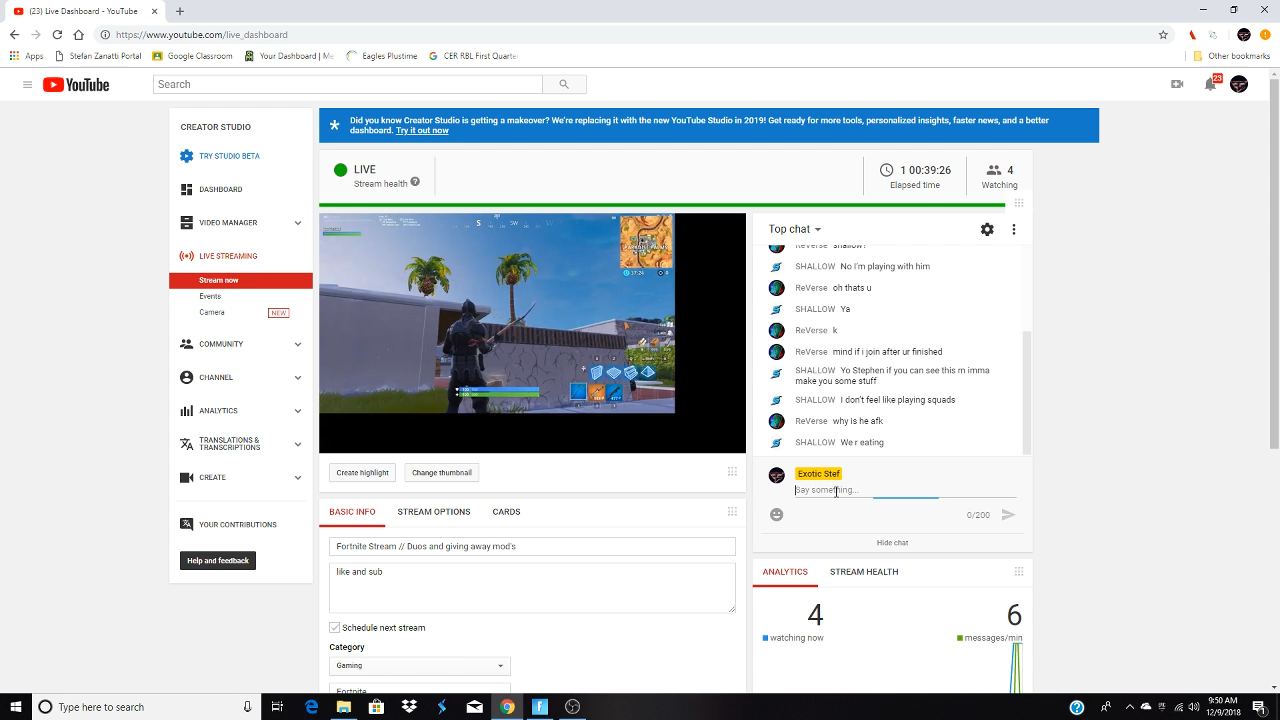 (23) Live Dashboard - YouTube
https://www.youtube.com/live_dashboard
Apps
Stefan Zanatti Portal
Google Classroom
Your Dashboard | Me
Eagles Plustime
CER RBL First Quarter
Other bookmarks
YouTube
Search
23
CREATOR STUDIO
TRY STUDIO BETA
DASHBOARD
VIDEO MANAGER
LIVE STREAMING
Stream now
Events
Camera
NEW
COMMUNITY
CHANNEL
ANALYTICS
TRANSLATIONS &
TRANSCRIPTIONS
CREATE
YOUR CONTRIBUTIONS
Help and feedback
Did you know Creator Studio is getting a makeover? We're replacing it with the new YouTube Studio in 2019! Get ready for more tools, personalized insights, faster news, and a better
dashboard. Try it out now
LIVE
Stream health
1 00:39:26
Elapsed time
4
Watching
S
SW
Create highlight
Change thumbnail
BASIC INFO
STREAM OPTIONS
CARDS
Fortnite Stream // Duos and giving away mod's
like and sub
Schedule next stream
Category
Gaming
Fortnite
Top chat
ReVerse shallow?
SHALLOW No I'm playing with him
ReVerse oh thats u
SHALLOW Ya
ReVerse k
ReVerse mind if i join after ur finished
SHALLOW Yo Stephen if you can see this rn imma
make you some stuff
SHALLOW I don't feel like playing squads
ReVerse why is he afk
SHALLOW We r eating
Exotic Stef
Say something...
0/200
Hide chat
ANALYTICS
STREAM HEALTH
4
watching now
6
messages/min
Type here to search
9:50 AM
12/9/2018